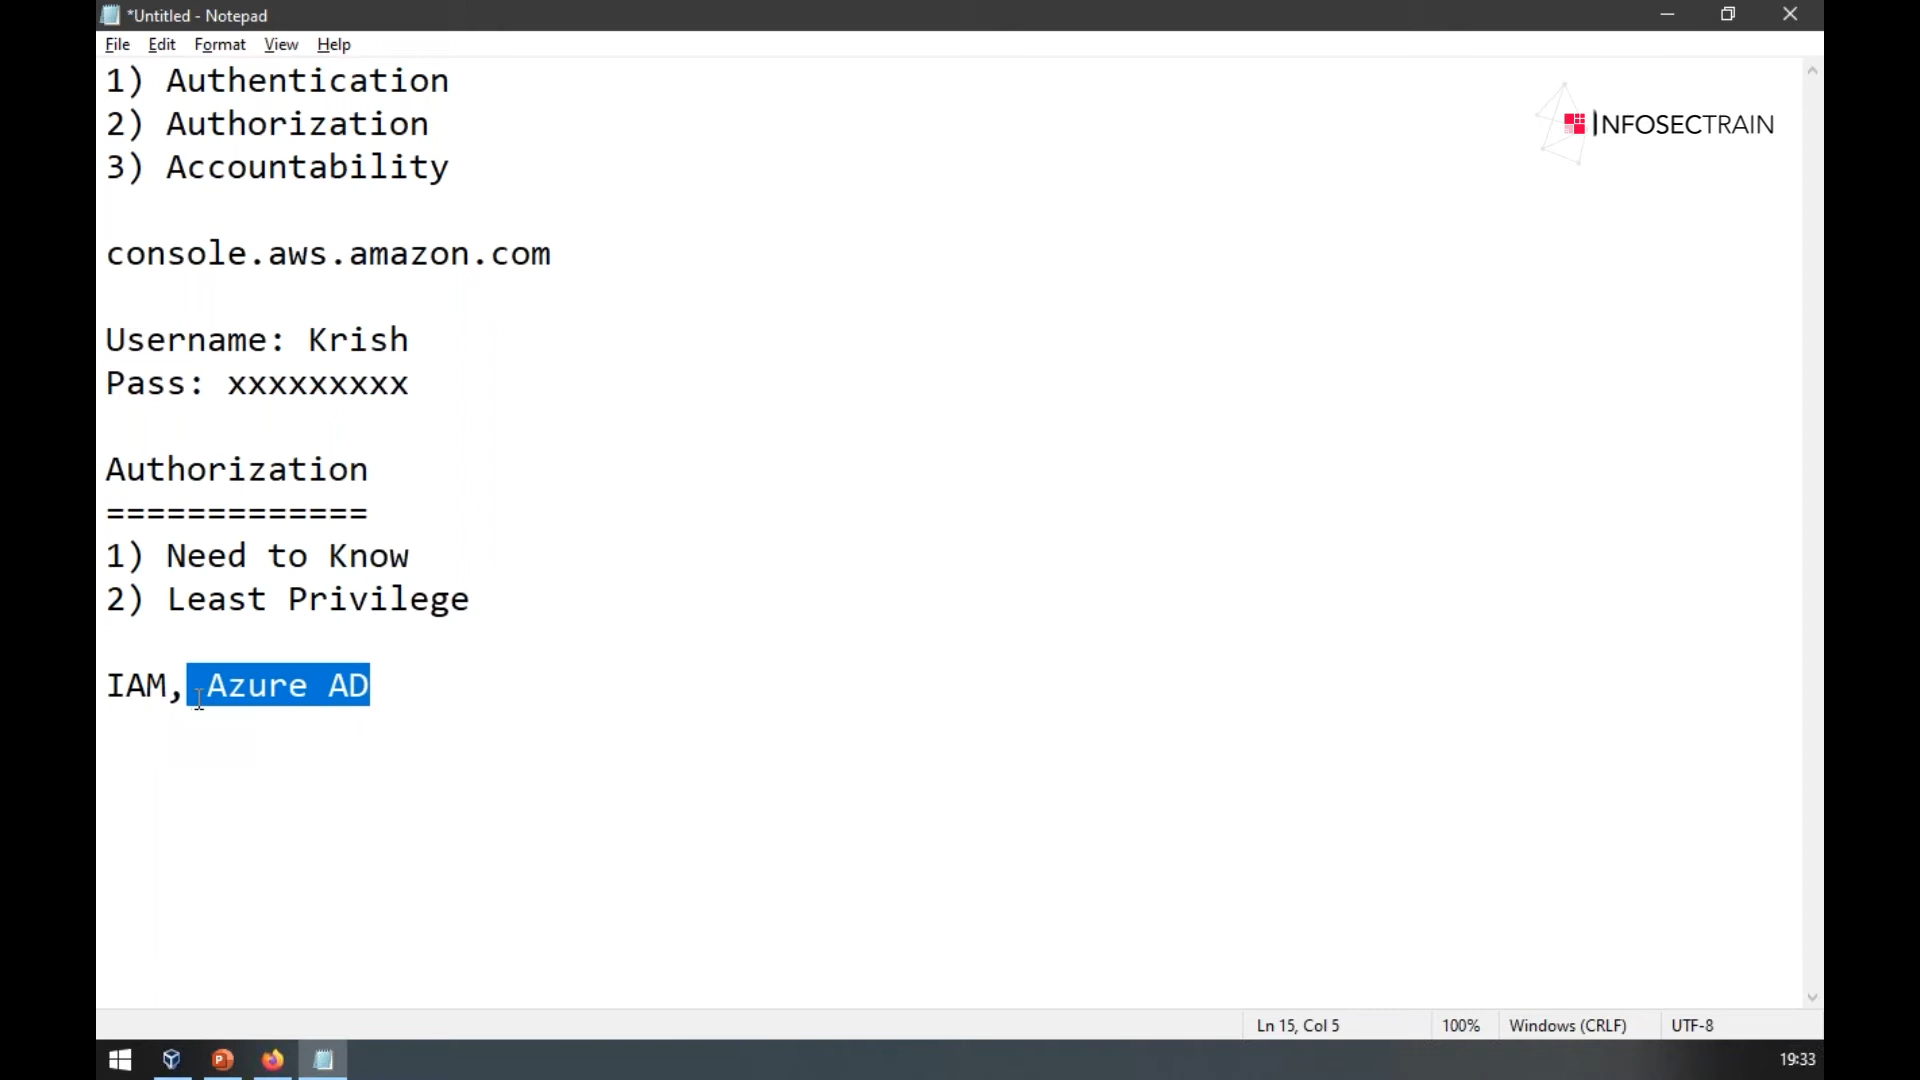 *Untitled - Notepad
File Edit Format View Help
1) Authentication
2) Authorization
3) Accountability
INFOSECTRAIN
console.aws.amazon.com
Username: Krish
Pass: xxxxxxxxx
Authorization
=============
1) Need to Know
2) Least Privilege
IAM, Azure AD
Ln 15, Col 5 100% Windows (CRLF) UTF-8
19:33